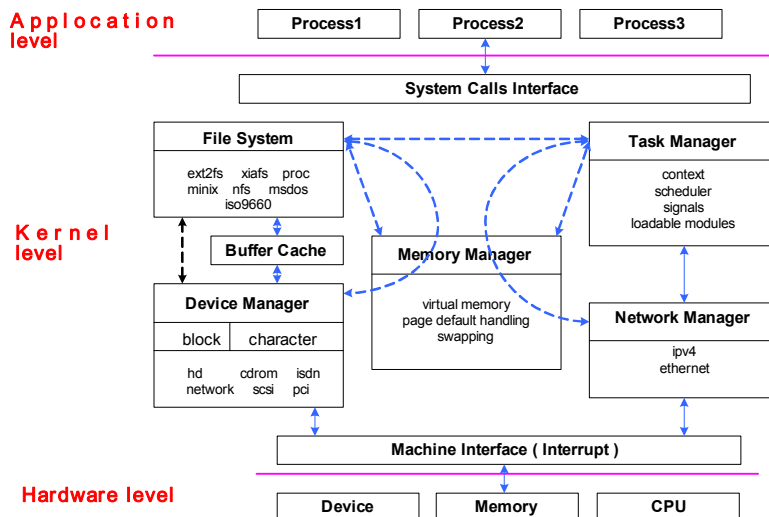 Applocation
level
Process1
Process2
Process3
System Calls Interface
File System
ext2fs xiafs proc
minix nfs msdos
iso9660
Task Manager
context
scheduler
signals
loadable modules
Kernel
level
Buffer Cache
Memory Manager
virtual memory
page default handling
swapping
Device Manager
block character
hd cdrom isdn
network scsi pci
Network Manager
ipv4
ethernet
Machine Interface ( Interrupt )
Hardware level
Device
Memory
CPU